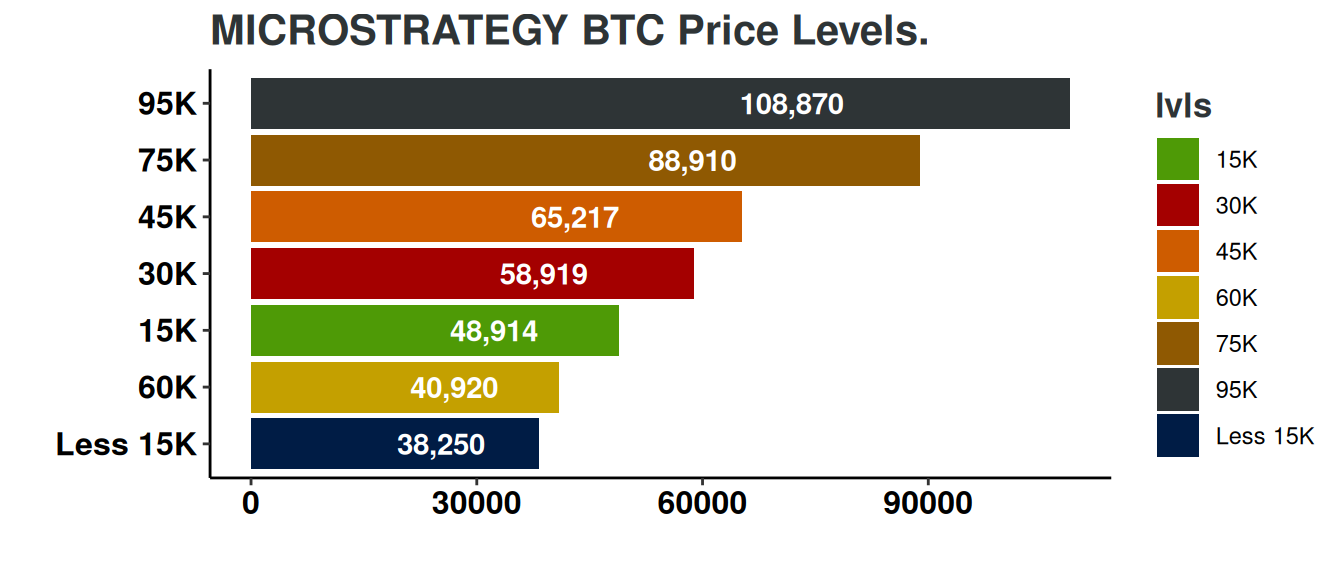 MICROSTRATEGY BTC Price Levels.
95K 108,870
75K 88,910
45K 65,217
30K 58,919
15K 48,914
60K 40,920
Less 15K 38,250
0 30000 60000 90000
lvls
15K
30K
45K
60K
75K
95K
Less 15K